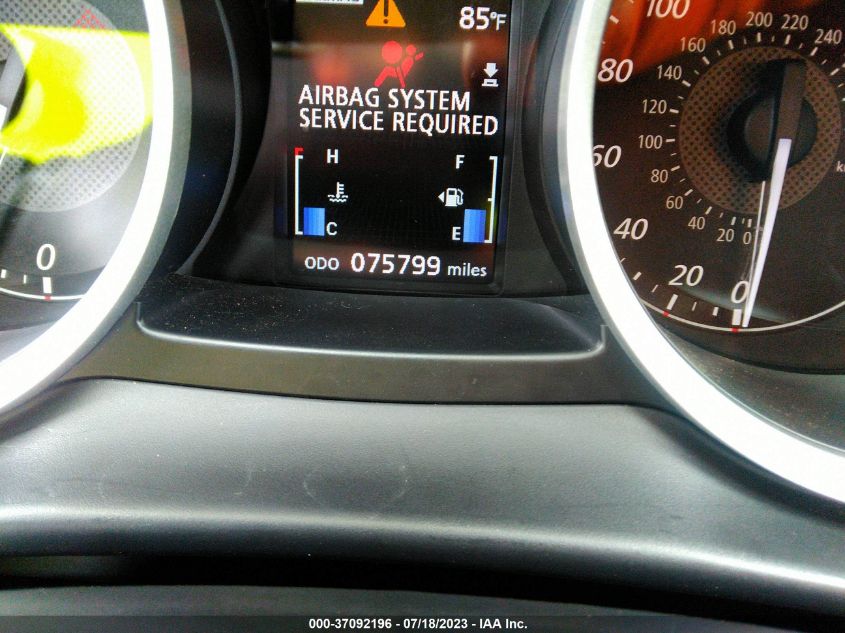 85°F
AIRBAG SYSTEM
SERVICE REQUIRED
H F
C E
ODO 075799 miles
0
100
80
60
40
20
0
240
220
200
180
160
140
120
100
80
60
40
20
0
000-37092196 - 07/18/2023 - IAA Inc.